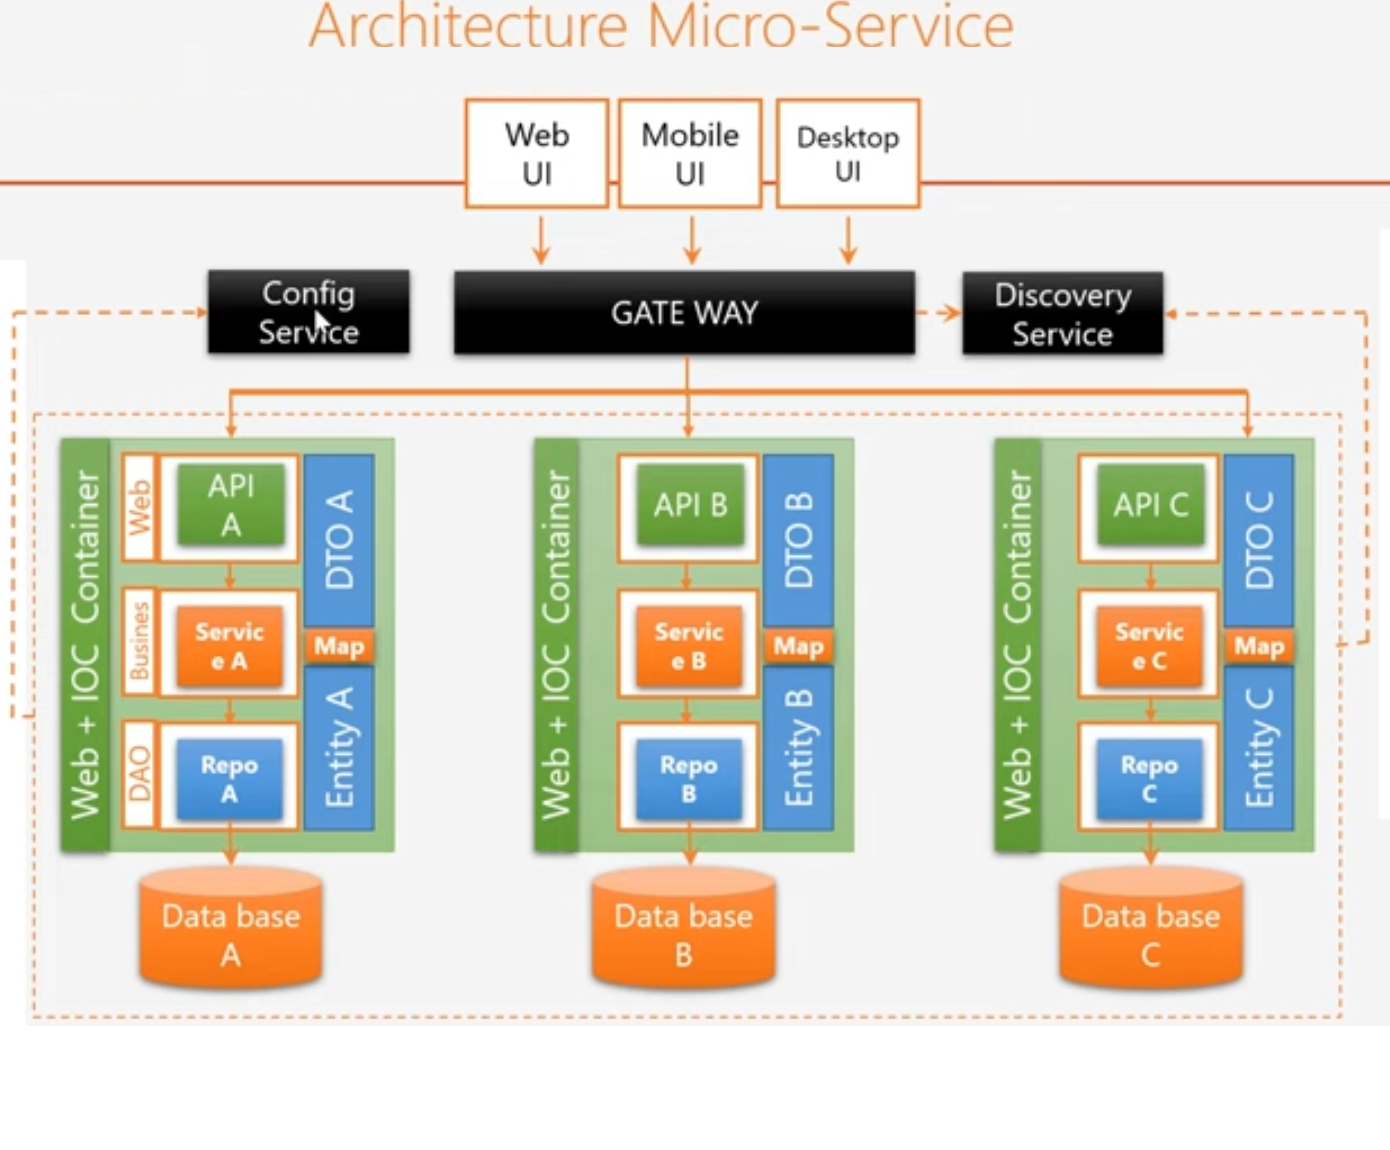 Architecture Micro-Service
Web
UI
Mobile
UI
Desktop
UI
Config
Service
GATE WAY
Discovery
Service
Web + IOC Container
Web
API
A
DTO A
Busines
Servic
e A
Map
DAO
Repo
A
Entity A
Data base
A
Web + IOC Container
API B
DTO B
Servic
e B
Map
Repo
B
Entity B
Data base
B
Web + IOC Container
API C
DTO C
Servic
e C
Map
Repo
C
Entity C
Data base
C